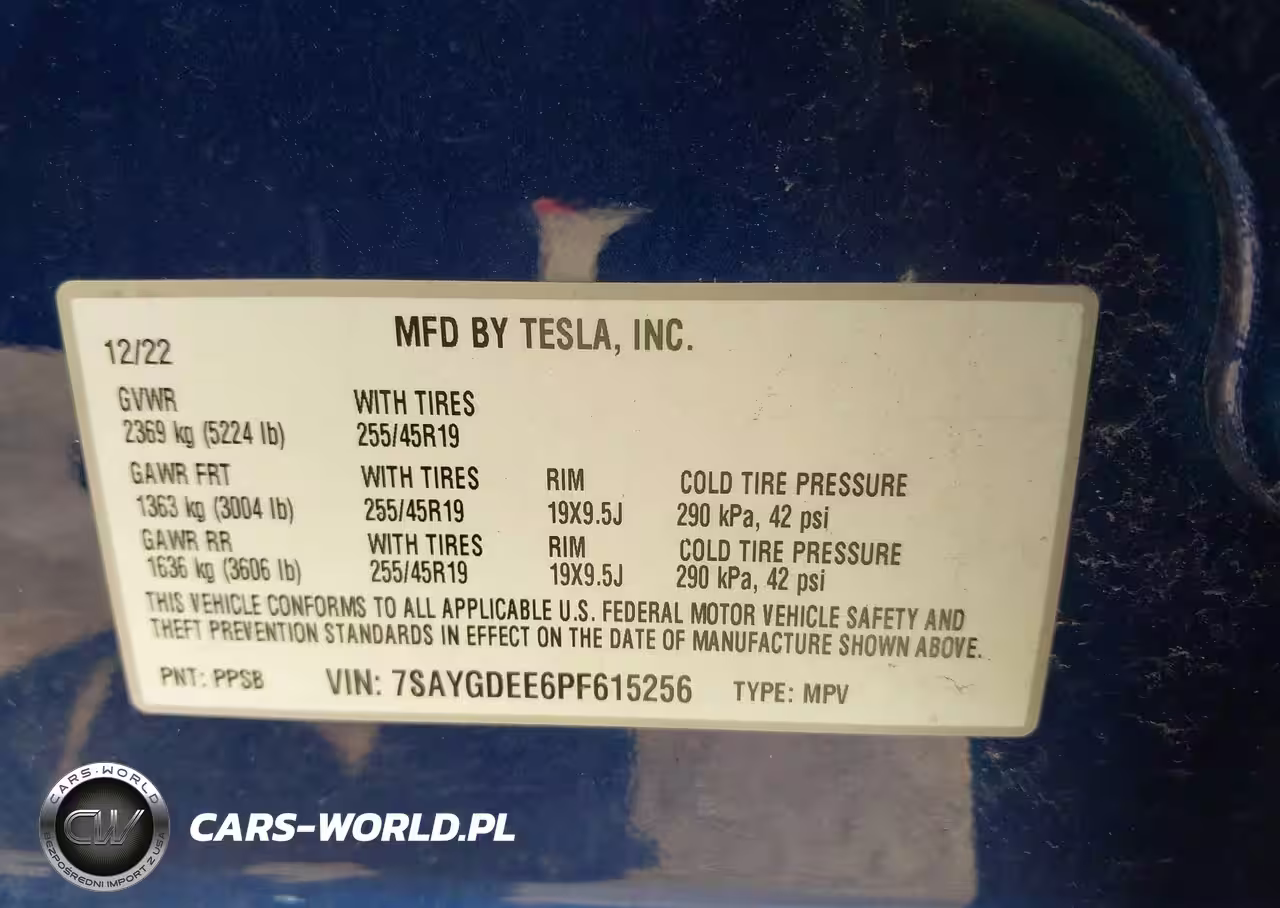 MFD BY TESLA, INC.
12/22
GVWR WITH TIRES
2369 kg (5224 lb) 255/45R19
GAWR FRT WITH TIRES RIM COLD TIRE PRESSURE
1363 kg (3004 lb) 255/45R19 19X9.5J 290 kPa, 42 psi
GAWR RR WITH TIRES RIM COLD TIRE PRESSURE
1636 kg (3606 lb) 255/45R19 19X9.5J 290 kPa, 42 psi
THIS VEHICLE CONFORMS TO ALL APPLICABLE U.S. FEDERAL MOTOR VEHICLE SAFETY AND
THEFT PREVENTION STANDARDS IN EFFECT ON THE DATE OF MANUFACTURE SHOWN ABOVE.
PNT: PPSB VIN: 7SAYGDEE6PF615256 TYPE: MPV
CARS-WORLD
CW
BEZPOŚREDNI IMPORT Z USA
CARS-WORLD.PL